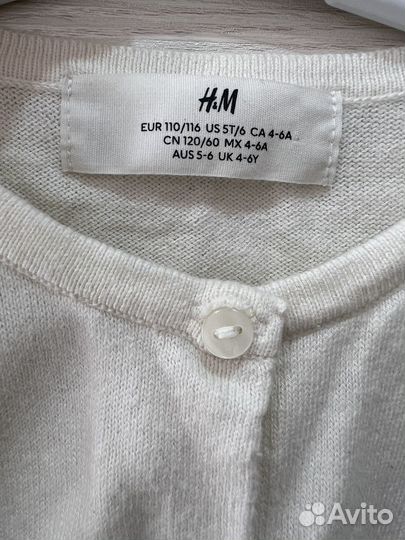 H&M
EUR 110/116 US 5T/6 CA 4-6A
CN 120/60 MX 4-6A
AUS 5-6 UK 4-6Y
Avito